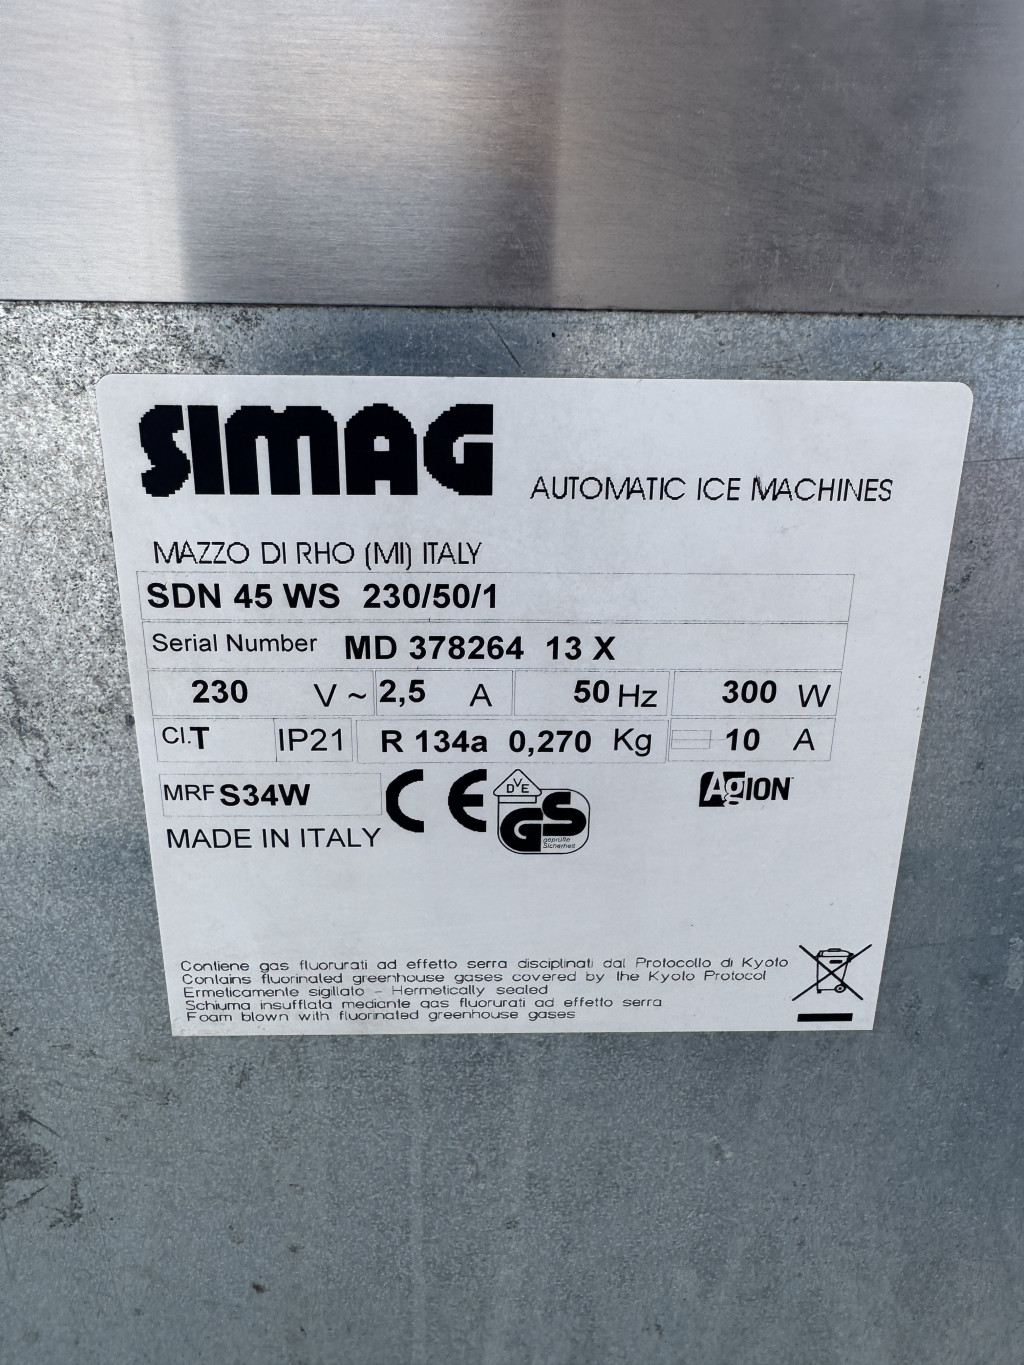 SIMAG
AUTOMATIC ICE MACHINES
MAZZO DI RHO (MI) ITALY
SDN 45 WS 230/50/1
Serial Number MD 378264 13 X
230 V ~ 2,5 A 50 Hz 300 W
Cl.T IP21 R 134a 0,270 Kg 10 A
MRF S34W
CE
DVE
GS
geprüfte
Sicherheit
AgION
MADE IN ITALY
Contiene gas fluorurati ad effetto serra disciplinati dal Protocollo di Kyoto
Contains fluorinated greenhouse gases covered by the Kyoto Protocol
Ermeticamente sigillato - Hermetically sealed
Schiuma insufflata mediante gas fluorurati ad effetto serra
Foam blown with fluorinated greenhouse gases